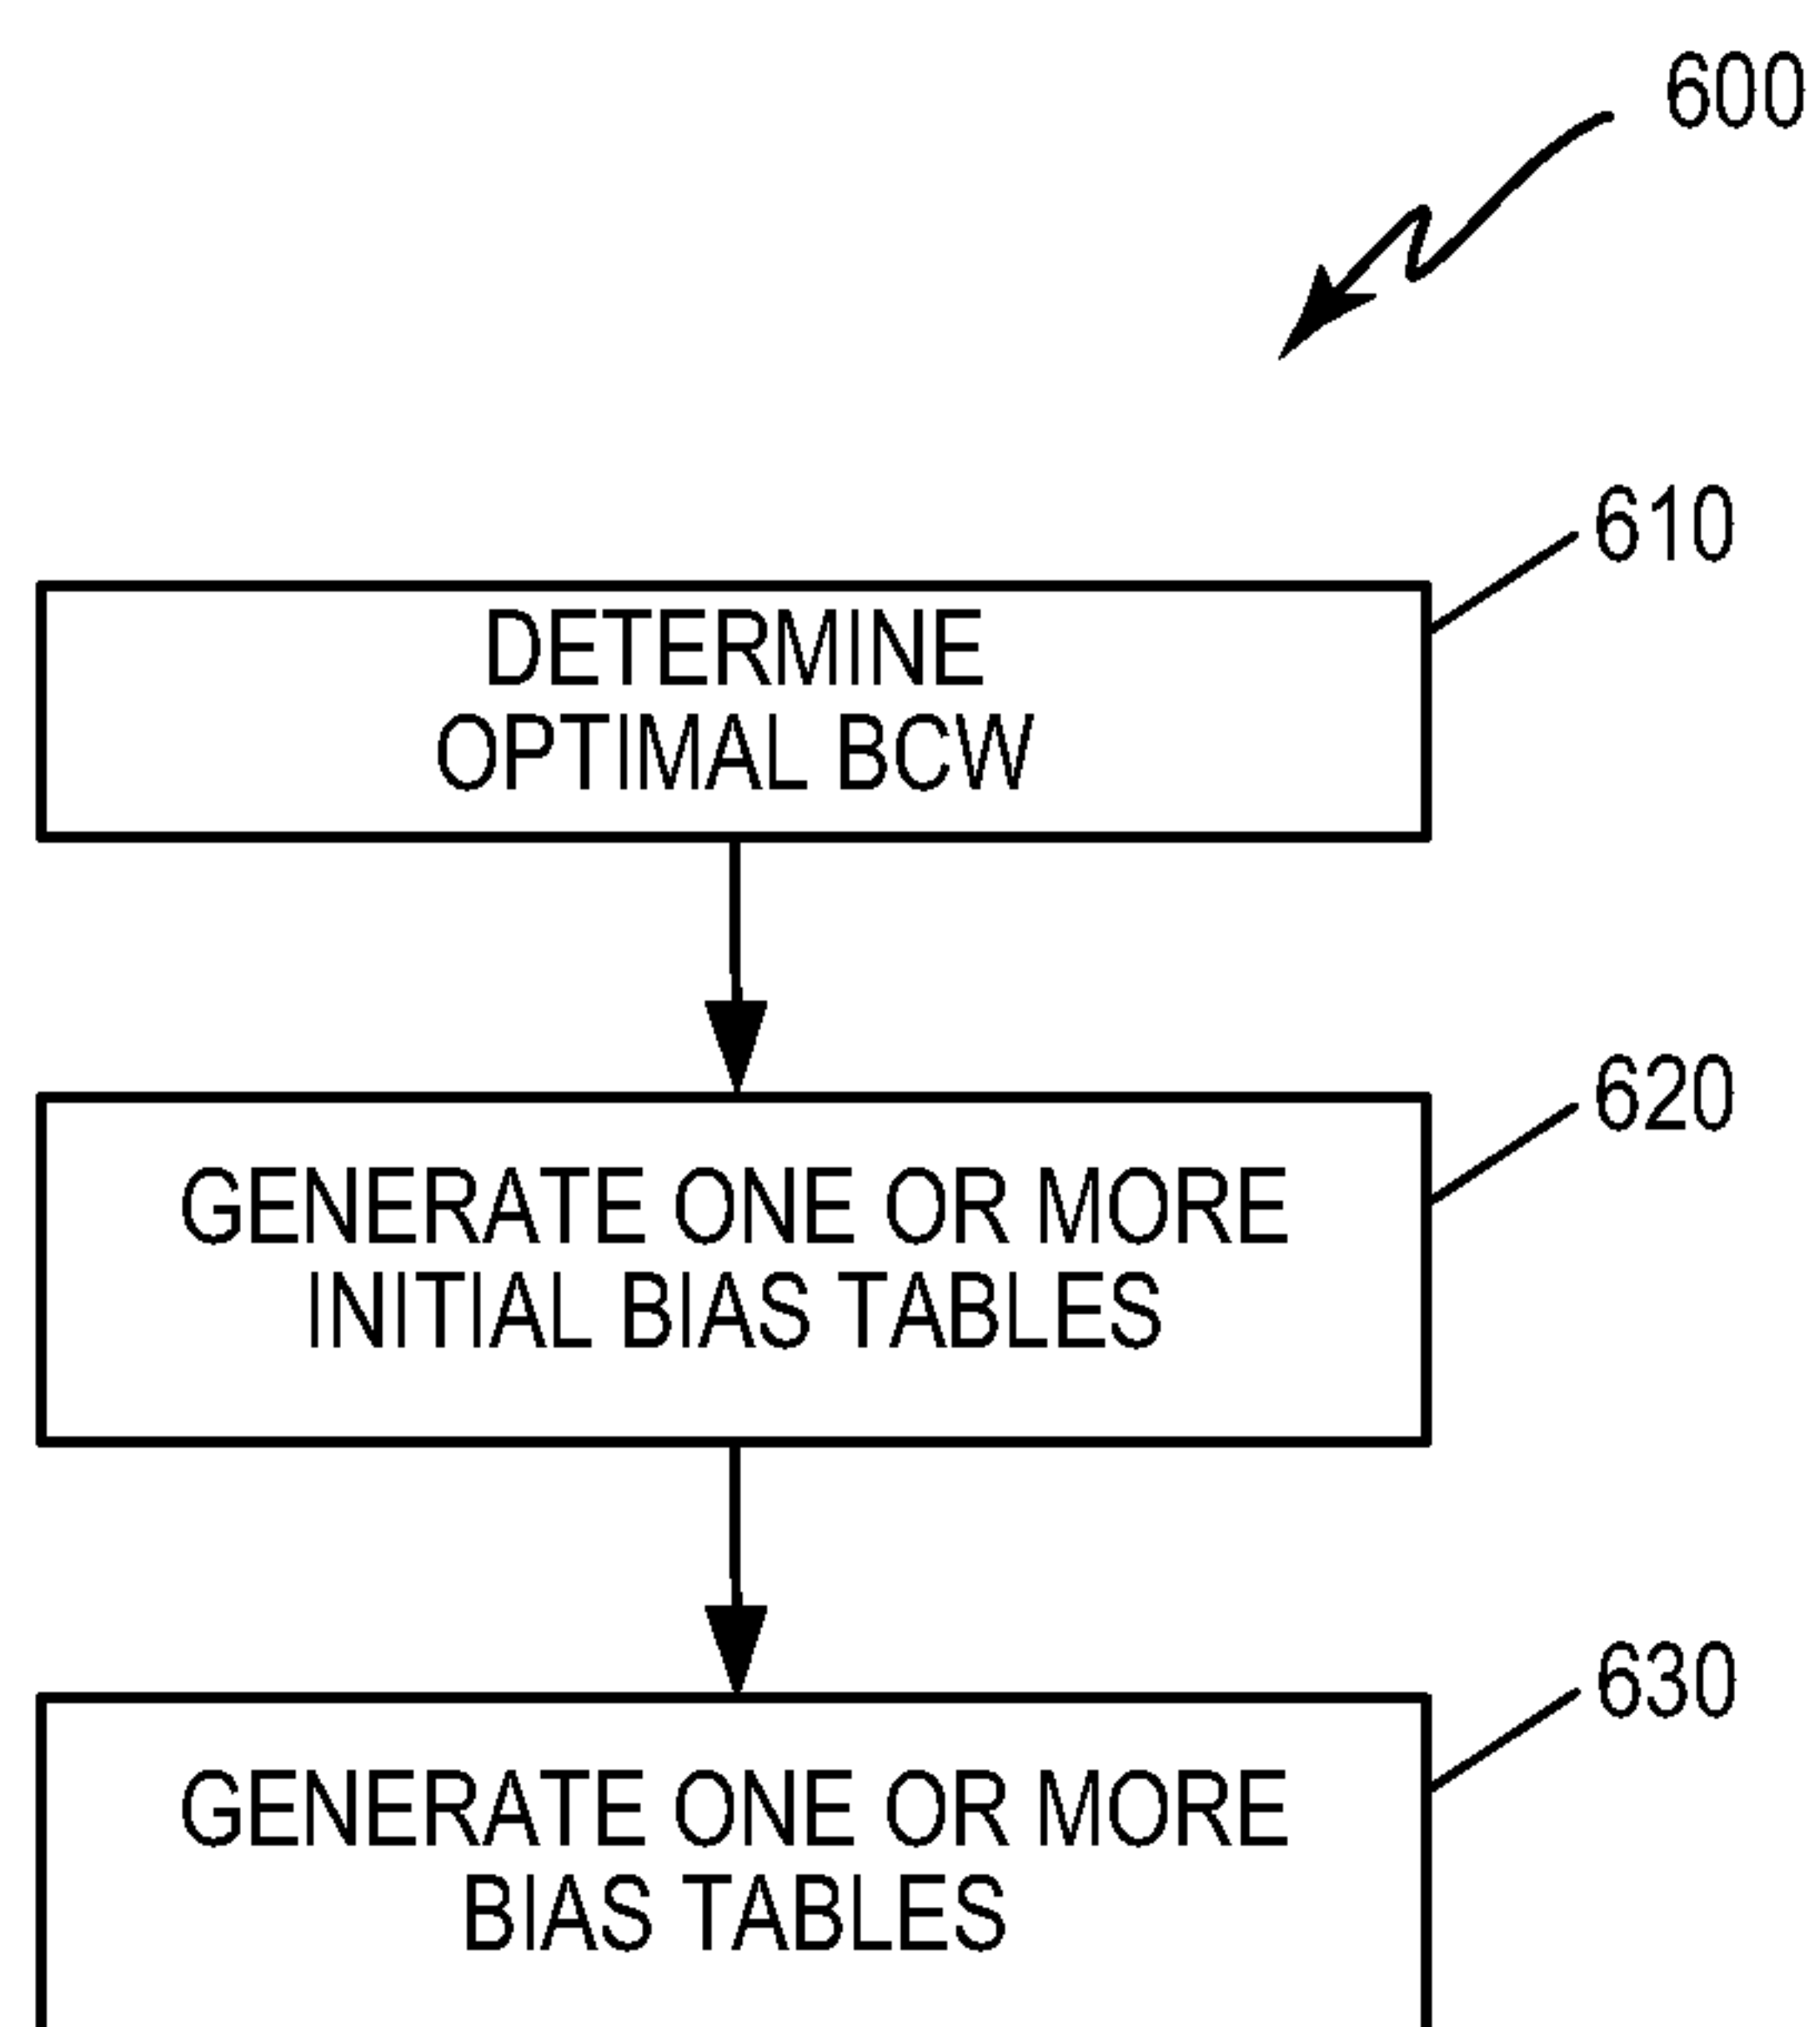 600
610
DETERMINE
OPTIMAL BCW
620
GENERATE ONE OR MORE
INITIAL BIAS TABLES
630
GENERATE ONE OR MORE
BIAS TABLES